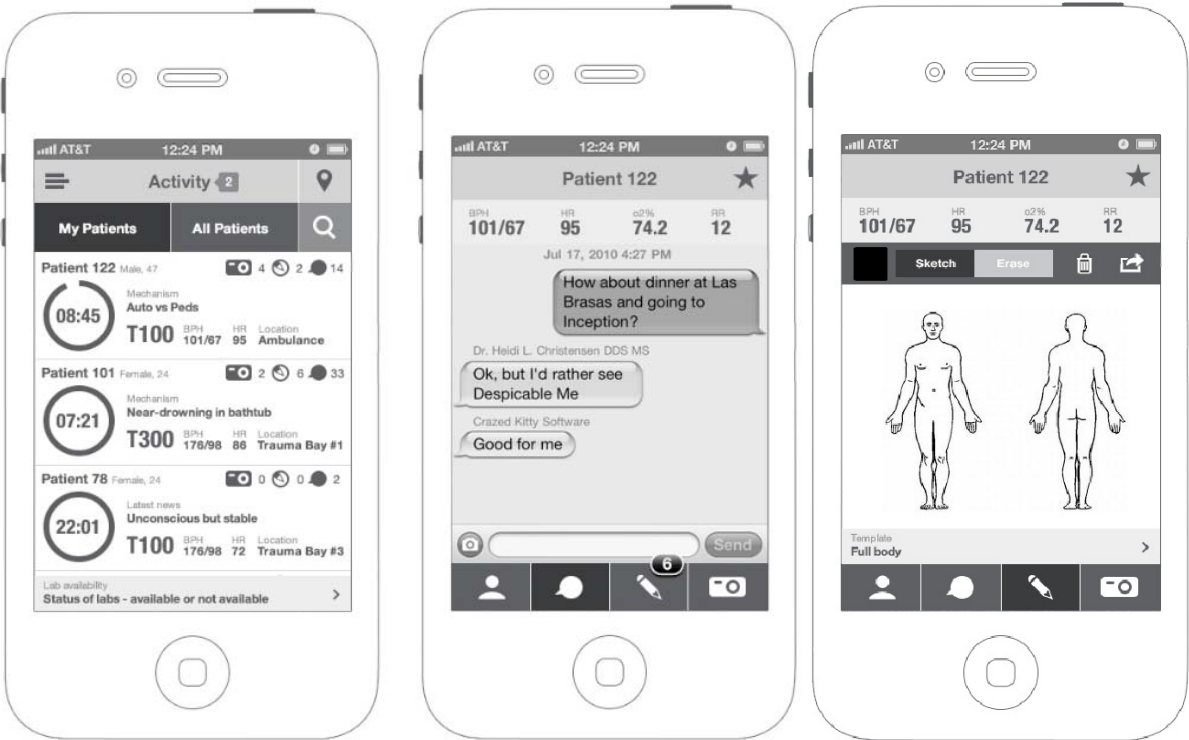 AT&T 12:24 PM
Activity 2
My Patients All Patients
Patient 122 Male, 47 4 2 14
Mechanism
08:45 Auto vs Peds
T100 BPH 101/67 HR 95 Location Ambulance
Patient 101 Female, 24 2 6 33
Mechanism
07:21 Near-drowning in bathtub
T300 BPH 176/98 HR 86 Location Trauma Bay #1
Patient 78 Female, 24 0 0 2
Latest news
22:01 Unconscious but stable
T100 BPH 176/98 HR 72 Location Trauma Bay #3
Lab availability
Status of labs - available or not available
AT&T 12:24 PM
Patient 122
BPH HR o2% RR
101/67 95 74.2 12
Jul 17, 2010 4:27 PM
How about dinner at Las
Brasas and going to
Inception?
Dr. Heidi L. Christensen DDS MS
Ok, but I'd rather see
Despicable Me
Crazed Kitty Software
Good for me
Send
6
AT&T 12:24 PM
Patient 122
BPH HR o2% RR
101/67 95 74.2 12
Sketch Erase
Template
Full body